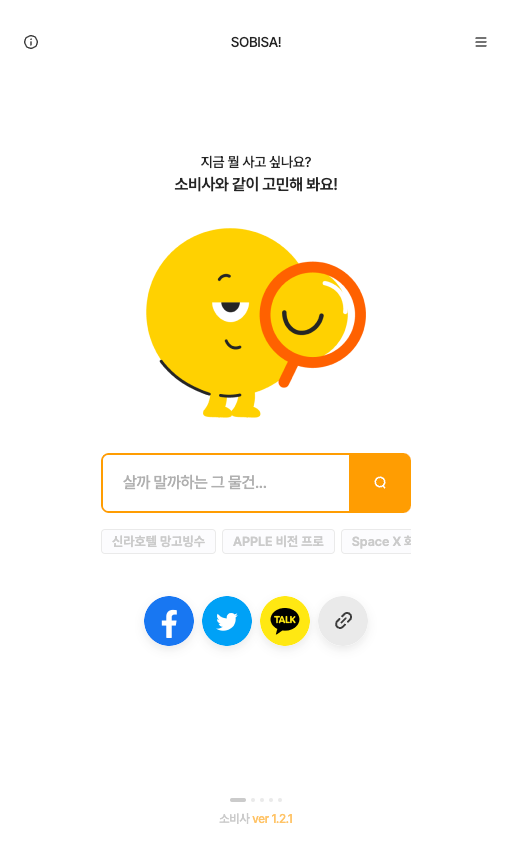 SOBISA!
지금 뭘 사고 싶나요?
소비사와 같이 고민해 봐요!
살까 말까하는 그 물건...
신라호텔 망고빙수 APPLE 비전 프로 Space X
TALK
소비사 ver 1.2.1